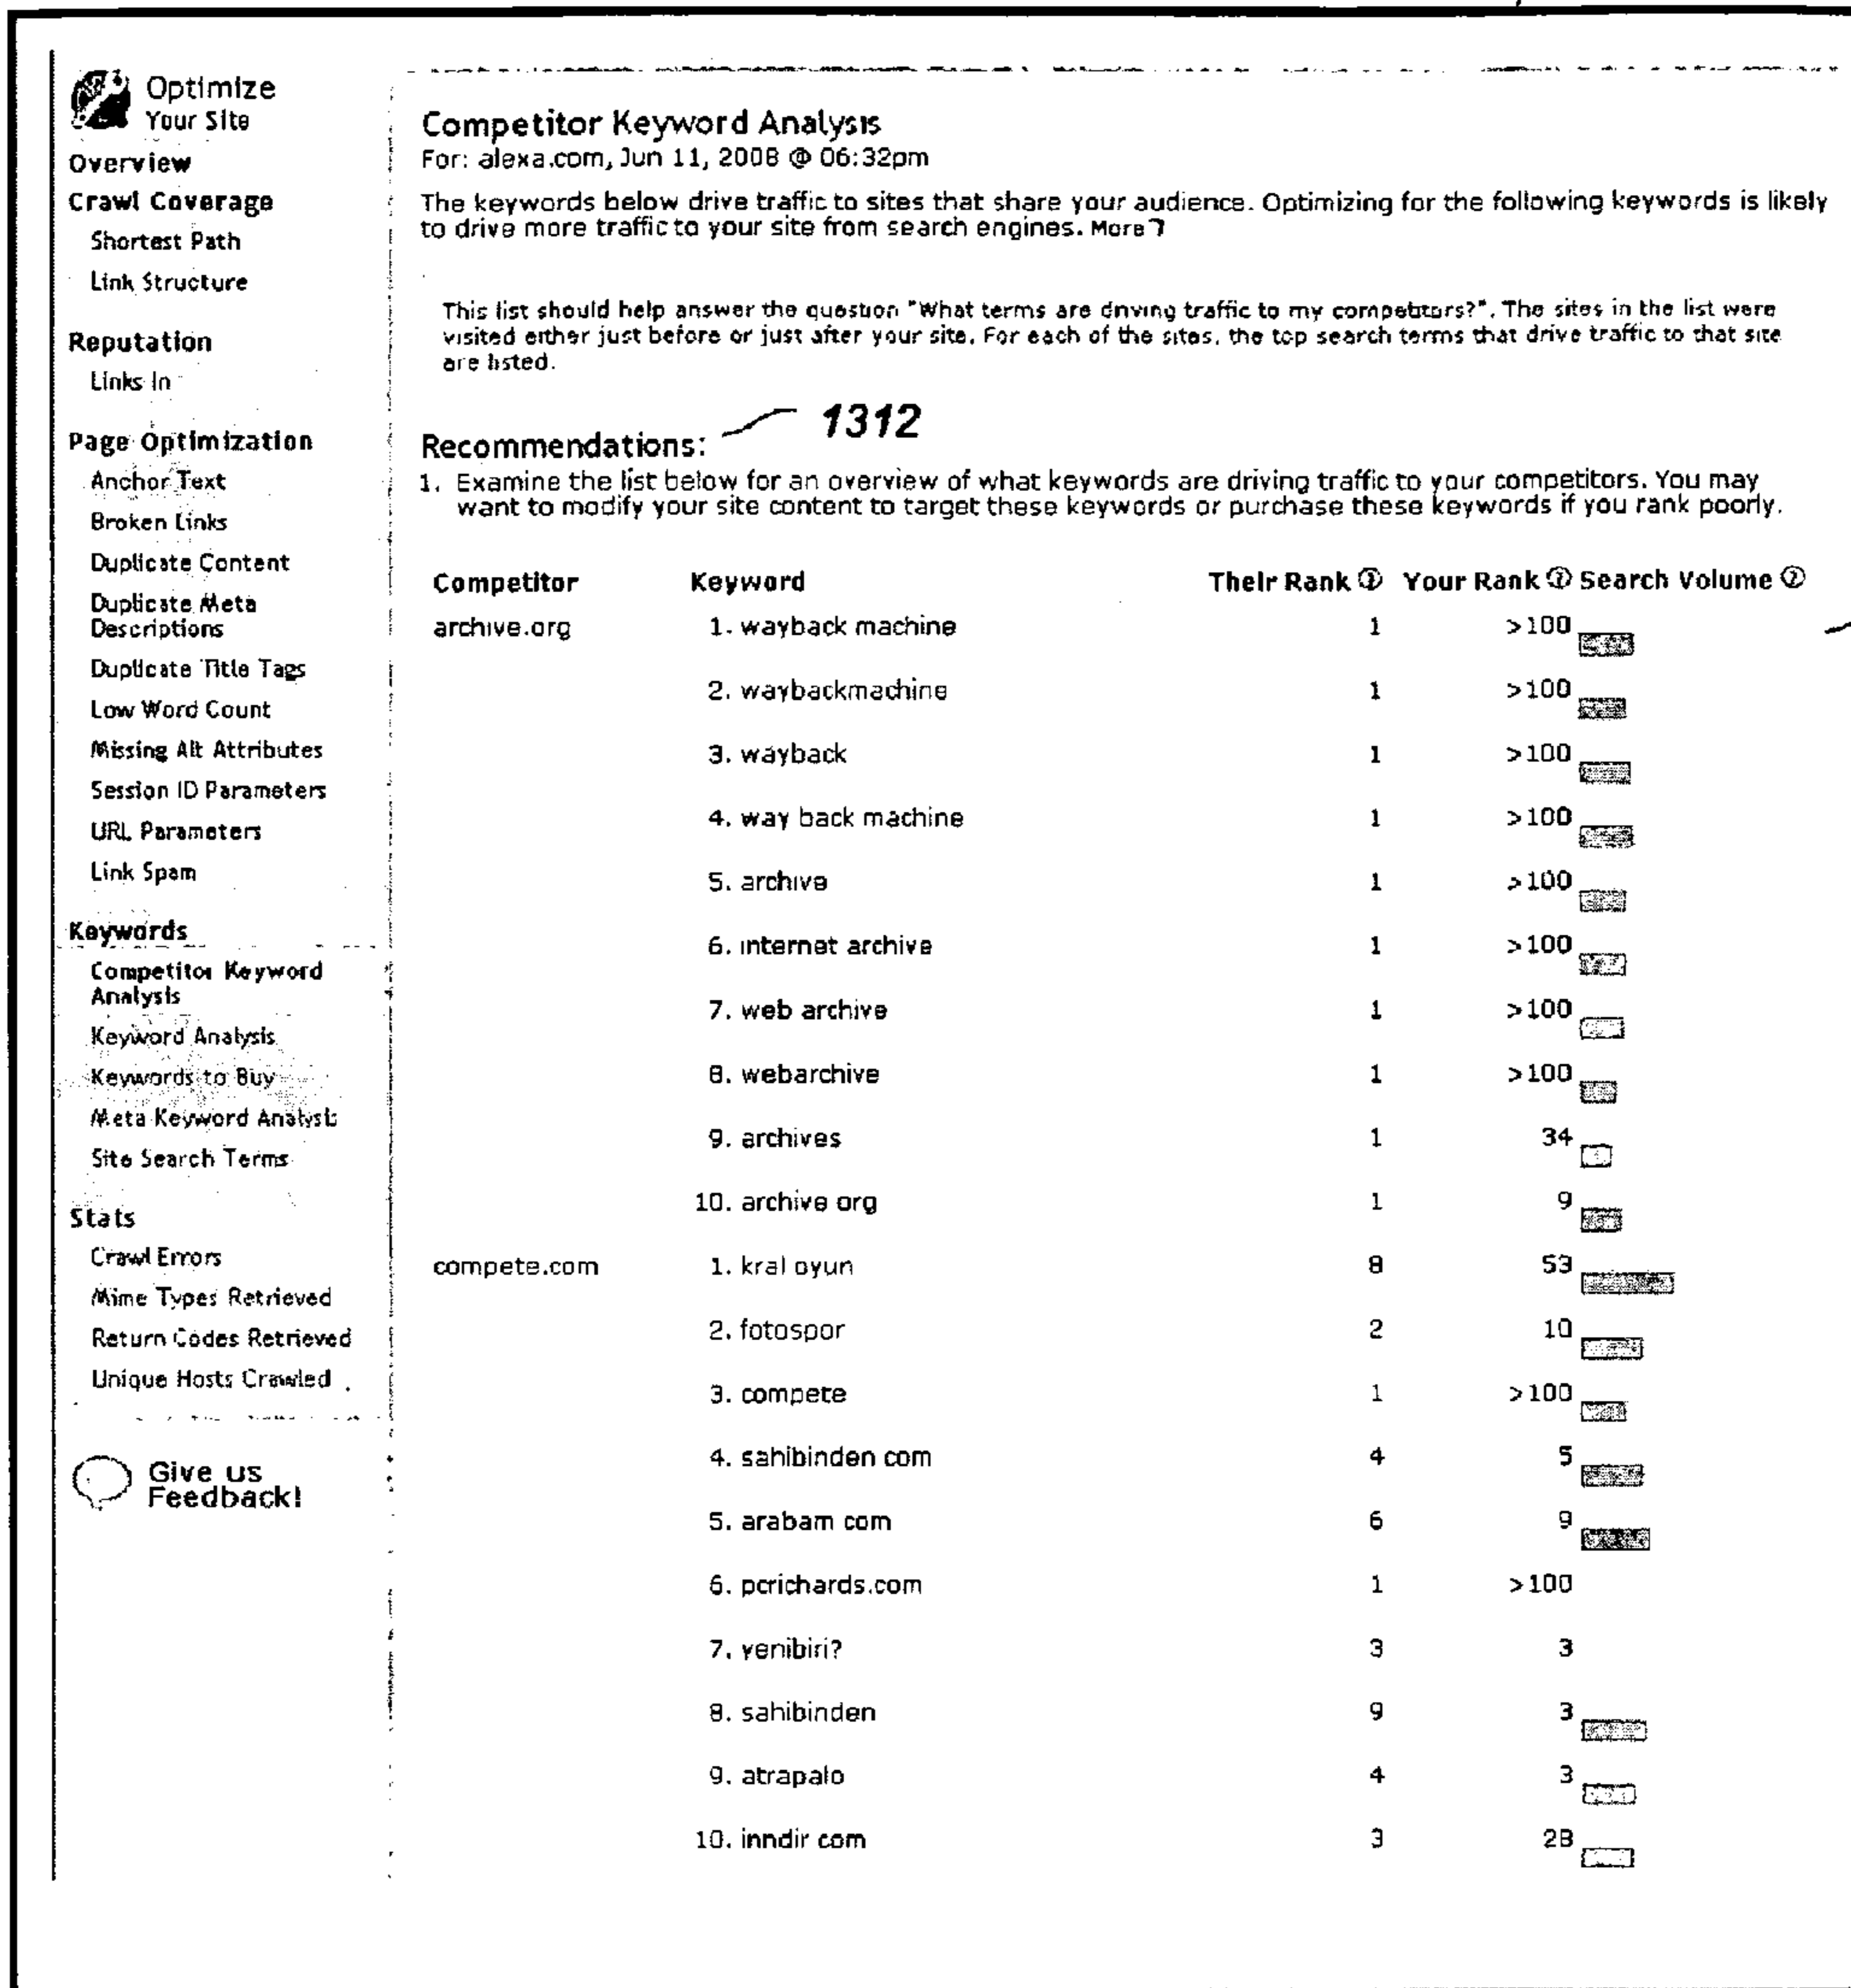 Optimize
Your Site
Overview
Crawl Coverage
Shortest Path
Link Structure
Reputation
Links In
Page Optimization
Anchor Text
Broken Links
Duplicate Content
Duplicate Meta
Descriptions
Duplicate Title Tags
Low Word Count
Missing Alt Attributes
Session ID Parameters
URL Parameters
Link Spam
Keywords
Competitor Keyword
Analysis
Keyword Analysis
Keywords to Buy
Meta Keyword Analysis
Site Search Terms
Stats
Crawl Errors
Mime Types Retrieved
Return Codes Retrieved
Unique Hosts Crawled
Give us
Feedback!
Competitor Keyword Analysis
For: alexa.com, Jun 11, 2008 @ 06:32pm
The keywords below drive traffic to sites that share your audience. Optimizing for the following keywords is likely
to drive more traffic to your site from search engines. More?
This list should help answer the question "What terms are driving traffic to my competitors?". The sites in the list were
visited either just before or just after your site. For each of the sites, the top search terms that drive traffic to that site
are listed.
1312
Recommendations:
1. Examine the list below for an overview of what keywords are driving traffic to your competitors. You may
want to modify your site content to target these keywords or purchase these keywords if you rank poorly.
Competitor Keyword Their Rank ? Your Rank ? Search Volume ?
archive.org 1. wayback machine 1 >100
2. waybackmachine 1 >100
3. wayback 1 >100
4. way back machine 1 >100
5. archive 1 >100
6. internet archive 1 >100
7. web archive 1 >100
8. webarchive 1 >100
9. archives 1 34
10. archive org 1 9
compete.com 1. kral oyun 8 53
2. fotospor 2 10
3. compete 1 >100
4. sahibinden com 4 5
5. arabam com 6 9
6. pcrichards.com 1 >100
7. yenibiri? 3 3
8. sahibinden 9 3
9. atrapalo 4 3
10. inndir com 3 28